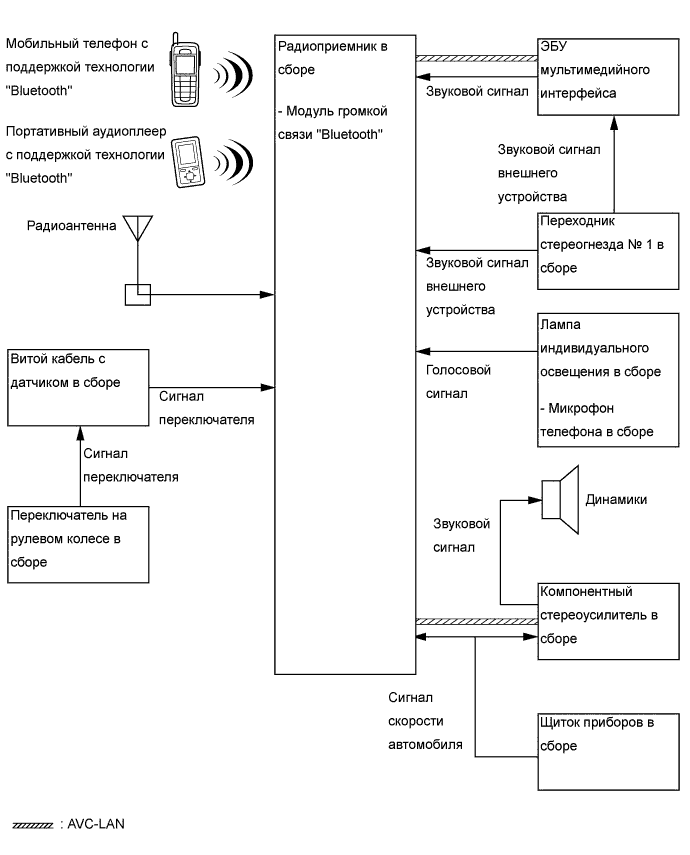 Мобильный телефон с
поддержкой технологии
"Bluetooth"
Портативный аудиоплеер
с поддержкой технологии
"Bluetooth"
Радиоантенна
Витой кабель с
датчиком в сборе
Сигнал
переключателя
Сигнал
переключателя
Переключатель на
рулевом колесе в
сборе
Радиоприемник в
сборе
- Модуль громкой
связи "Bluetooth"
ЭБУ
мультимедийного
интерфейса
Звуковой сигнал
Звуковой сигнал
внешнего
устройства
Переходник
стереогнезда № 1 в
сборе
Звуковой сигнал
внешнего
устройства
Лампа
индивидуального
освещения в сборе
- Микрофон
телефона в сборе
Голосовой
сигнал
Динамики
Звуковой
сигнал
Компонентный
стереоусилитель в
сборе
Сигнал
скорости
автомобиля
Щиток приборов в
сборе
: AVC-LAN